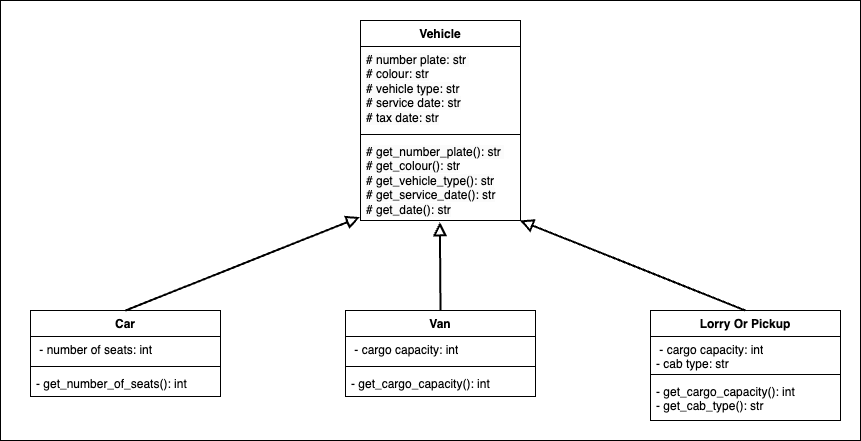 Vehicle
# number plate: str
# colour: str
# vehicle type: str
# service date: str
# tax date: str
# get_number_plate(): str
# get_colour(): str
# get_vehicle_type(): str
# get_service_date(): str
# get_date(): str
Car
- number of seats: int
- get_number_of_seats(): int
Van
- cargo capacity: int
- get_cargo_capacity(): int
Lorry Or Pickup
- cargo capacity: int
- cab type: str
- get_cargo_capacity(): int
- get_cab_type(): str